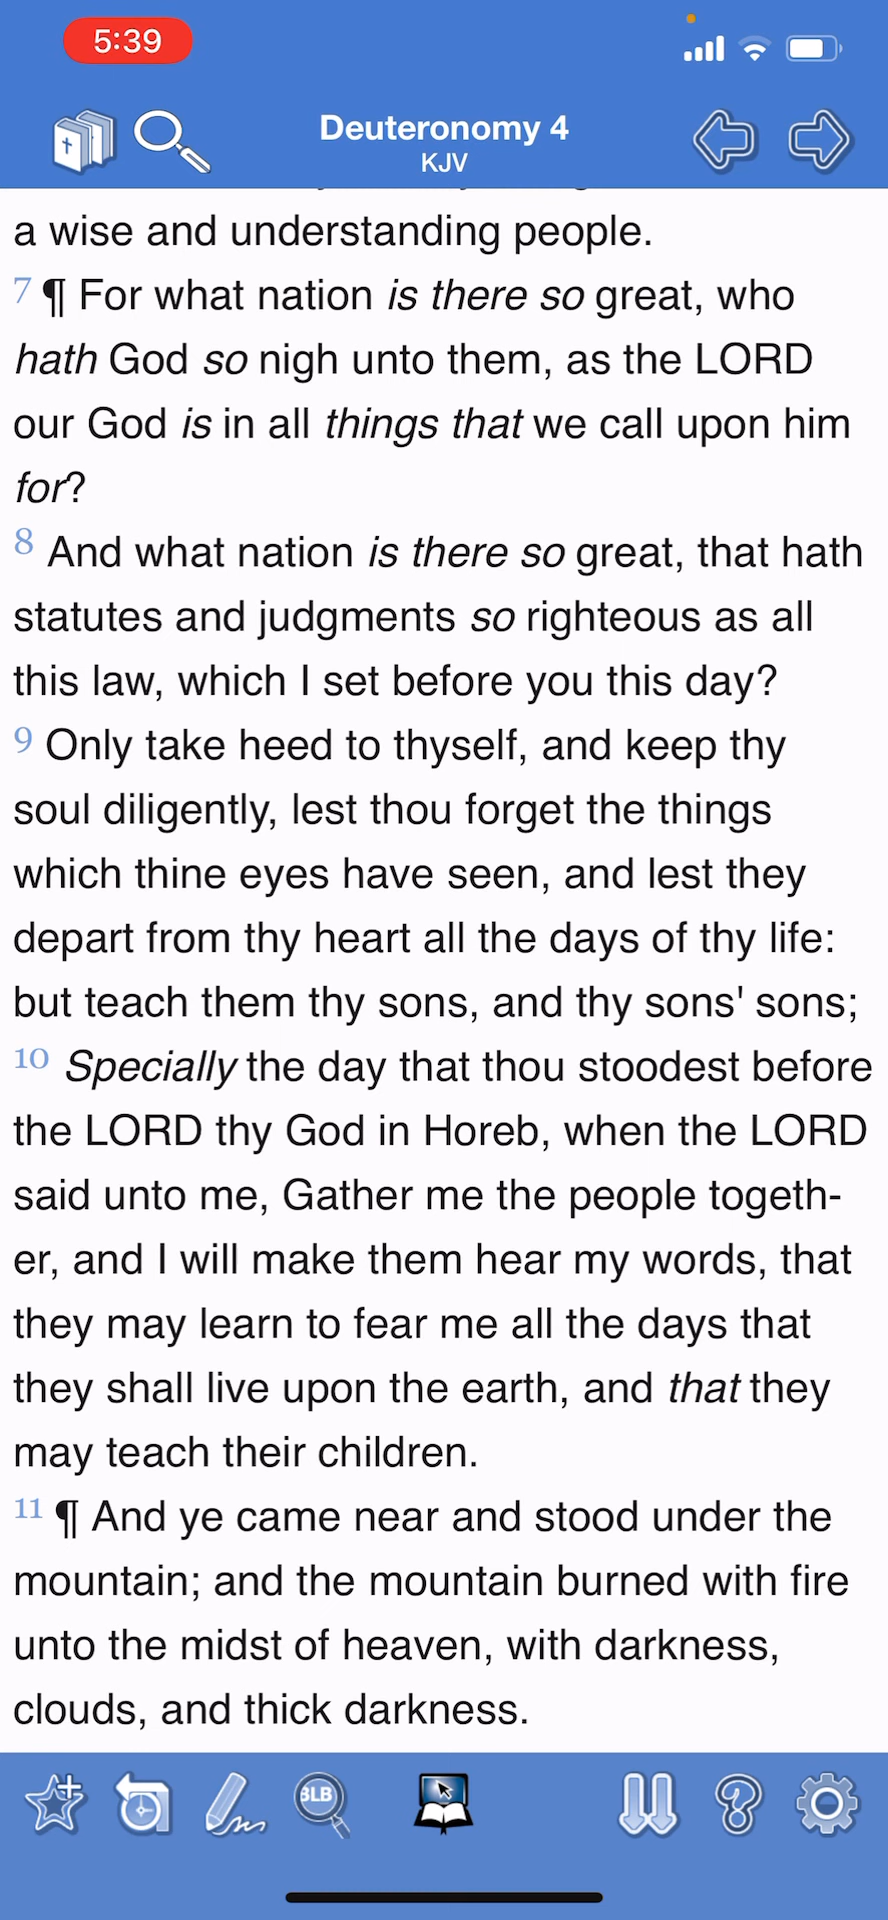 5:39
Deuteronomy 4
KJV
a wise and understanding people.
7 ¶ For what nation is there so great, who
hath God so nigh unto them, as the LORD
our God is in all things that we call upon him
for?
8 And what nation is there so great, that hath
statutes and judgments so righteous as all
this law, which I set before you this day?
9 Only take heed to thyself, and keep thy
soul diligently, lest thou forget the things
which thine eyes have seen, and lest they
depart from thy heart all the days of thy life:
but teach them thy sons, and thy sons' sons;
10 Specially the day that thou stoodest before
the LORD thy God in Horeb, when the LORD
said unto me, Gather me the people togeth-
er, and I will make them hear my words, that
they may learn to fear me all the days that
they shall live upon the earth, and that they
may teach their children.
11 ¶ And ye came near and stood under the
mountain; and the mountain burned with fire
unto the midst of heaven, with darkness,
clouds, and thick darkness.
BLB